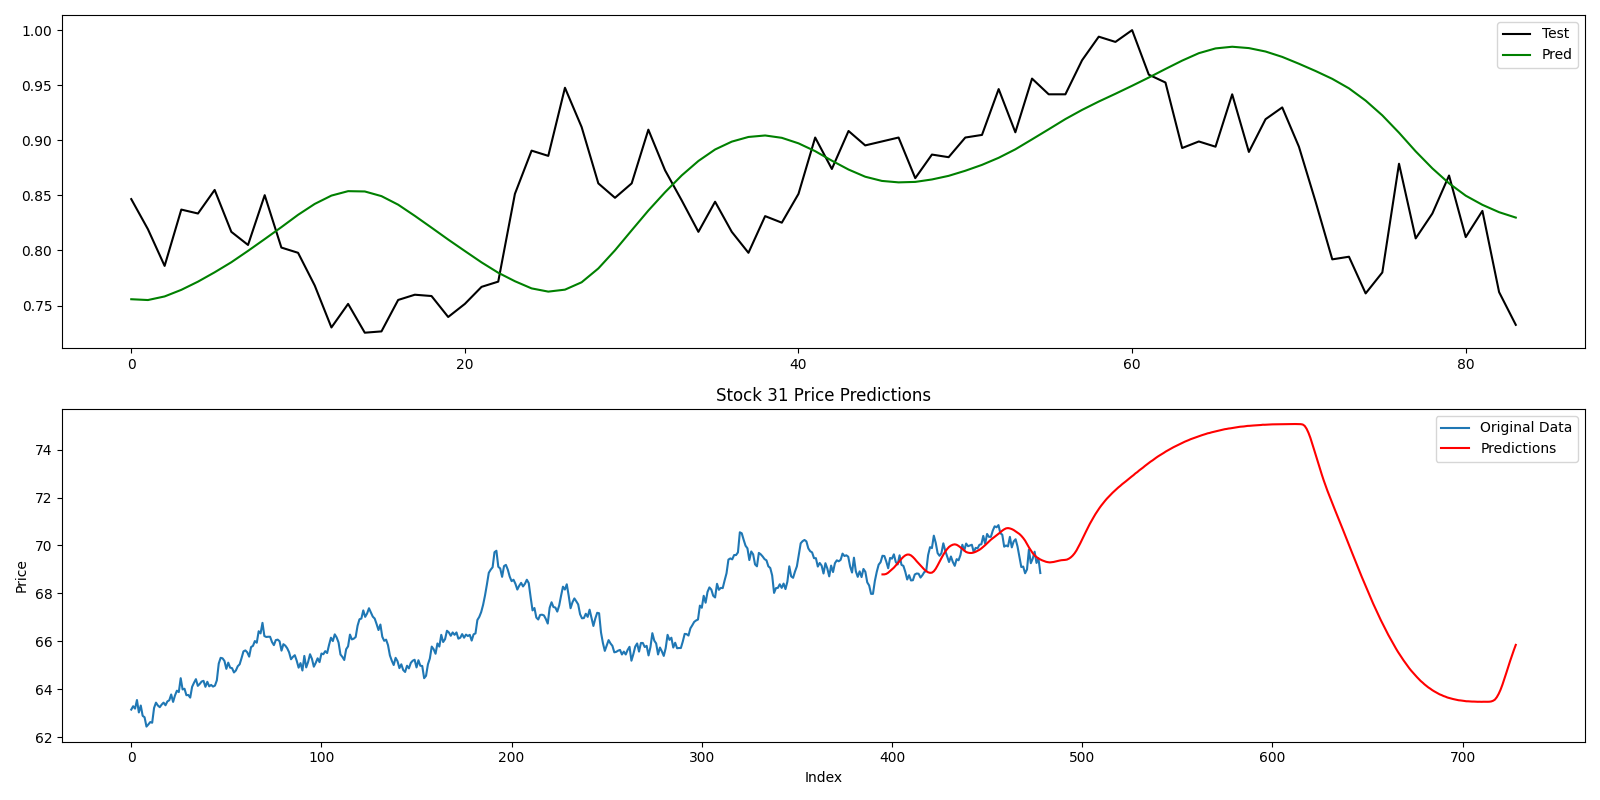 1.00
0.95
0.90
0.85
0.80
0.75
Test
Pred
0 20 40 60 80
Stock 31 Price Predictions
74
72
70
68
66
64
62
Price
Original Data
Predictions
0 100 200 300 400 500 600 700
Index